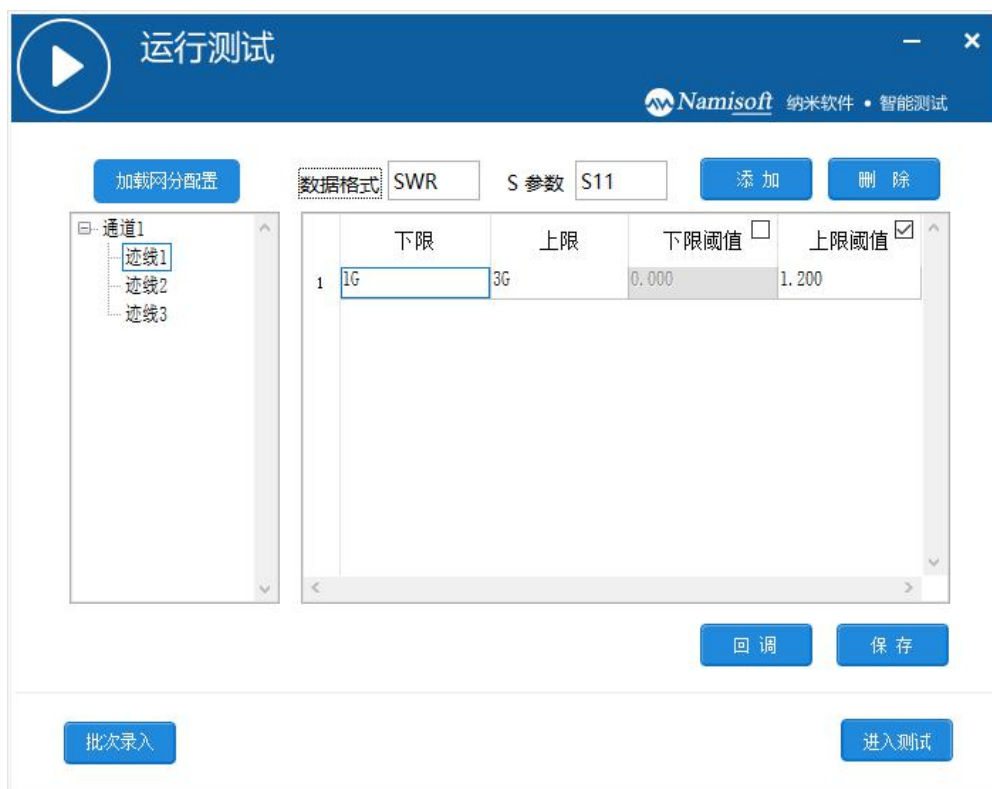 运行测试
Namisoft 纳米软件 • 智能测试
加载网分配置
数据格式 SWR S 参数 S11 添加 删除
通道1
迹线1
迹线2
迹线3
下限 上限 下限阈值 上限阈值
1 1G 3G 0.000 1.200
回调 保存
批次录入 进入测试